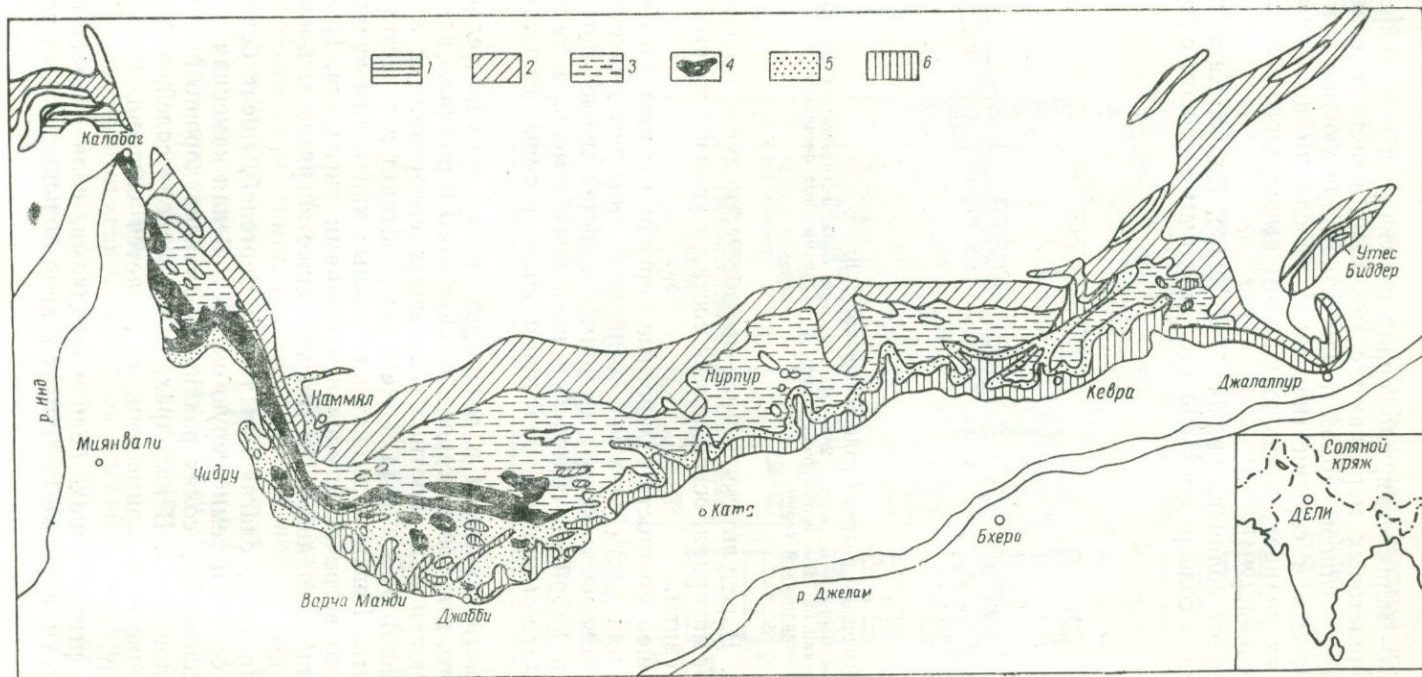 1 2 3 4 5 6
Калабаг
Утес
Биддер
р. Инд
Миянвали
Наммял
Чидру
Нурпур
Кевра
Джалалпур
Катс
Бхера
р. Джелам
Варча Манди
Джабби
Соляной
кряж
ДЕЛИ